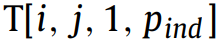 T[i, j, 1, p_ind]